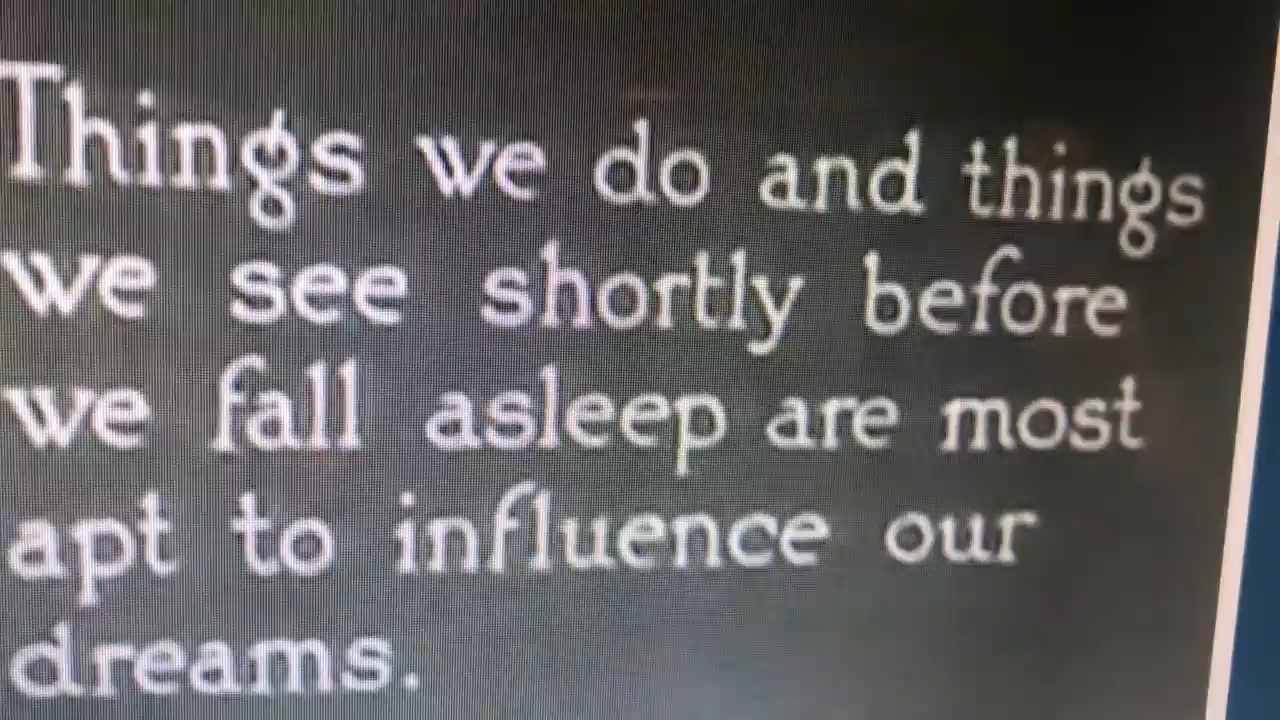 Things we do and things
we see shortly before
we fall asleep are most
apt to influence our
dreams.